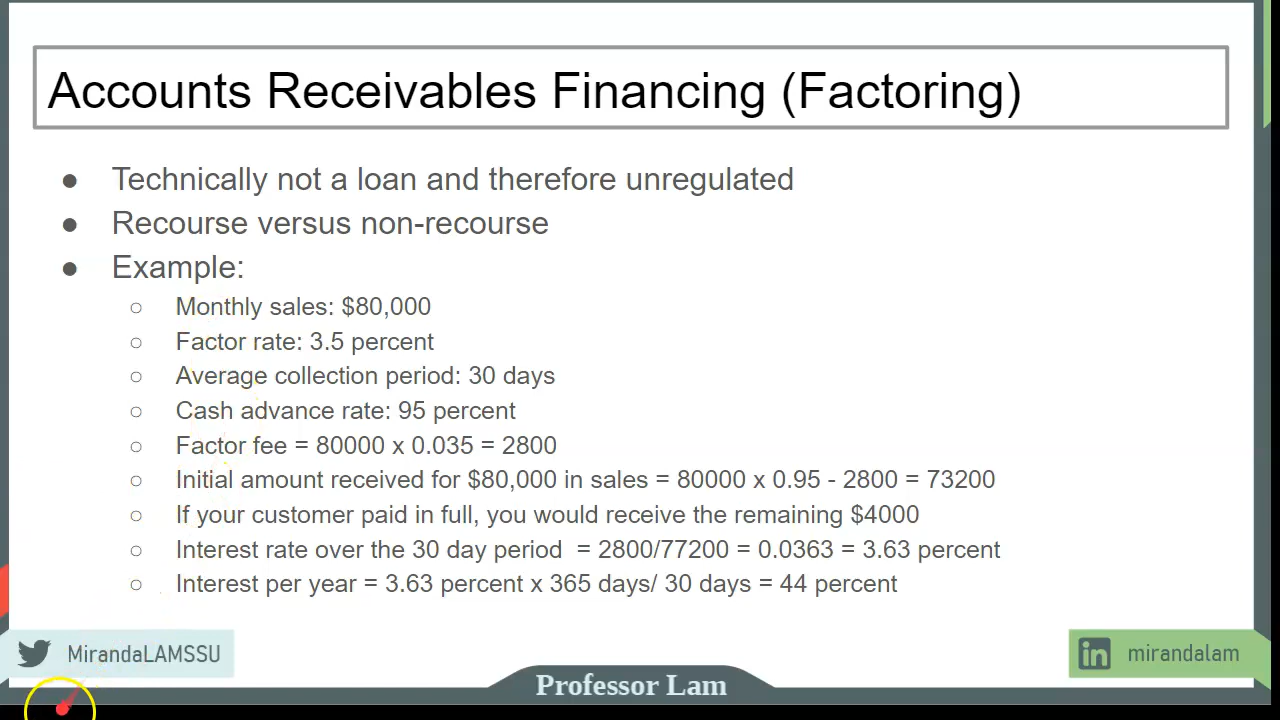 Accounts Receivables Financing (Factoring)
● Technically not a loan and therefore unregulated
● Recourse versus non-recourse
● Example:
○ Monthly sales: $80,000
○ Factor rate: 3.5 percent
○ Average collection period: 30 days
○ Cash advance rate: 95 percent
○ Factor fee = 80000 x 0.035 = 2800
○ Initial amount received for $80,000 in sales = 80000 x 0.95 - 2800 = 73200
○ If your customer paid in full, you would receive the remaining $4000
○ Interest rate over the 30 day period = 2800/77200 = 0.0363 = 3.63 percent
○ Interest per year = 3.63 percent x 365 days/ 30 days = 44 percent
MirandaLAMSSU
in mirandalam
Professor Lam